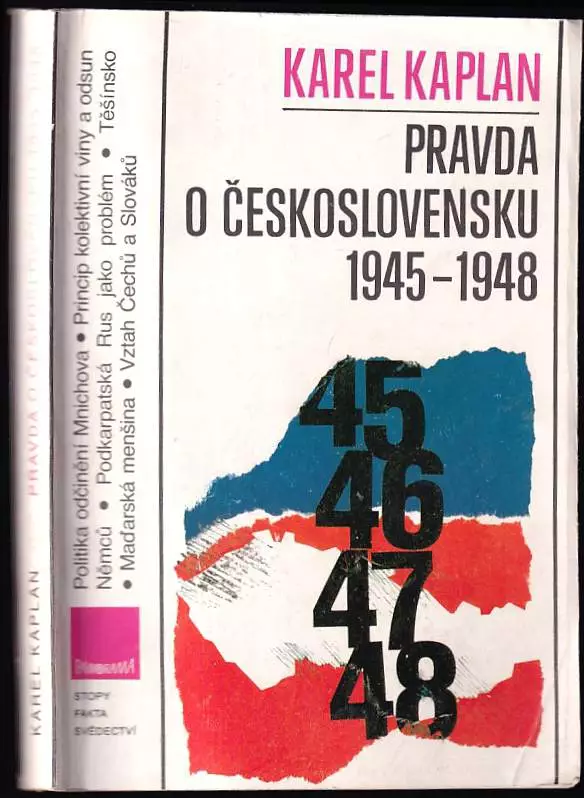 KAREL KAPLAN
PRAVDA
O ČESKOSLOVENSKU
1945–1948
45
46
47
48
Politika odčinění Mnichova • Princip kolektivní viny a odsun
Němců • Podkarpatská Rus jako problém • Těšínsko
• Maďarská menšina • Vztah Čechů a Slováků
PANORAMA
STOPY
FAKTA
SVĚDECTVÍ
KAREL KAPLAN PRAVDA O ČESKOSLOVENSKU